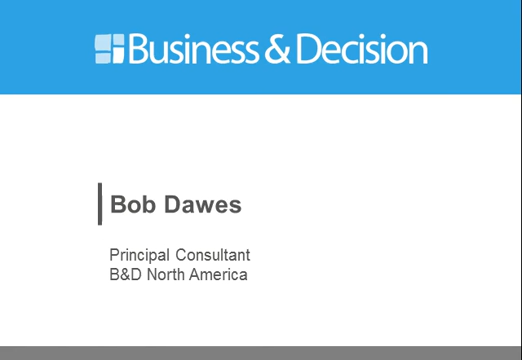 Business & Decision
Bob Dawes
Principal Consultant
B&D North America